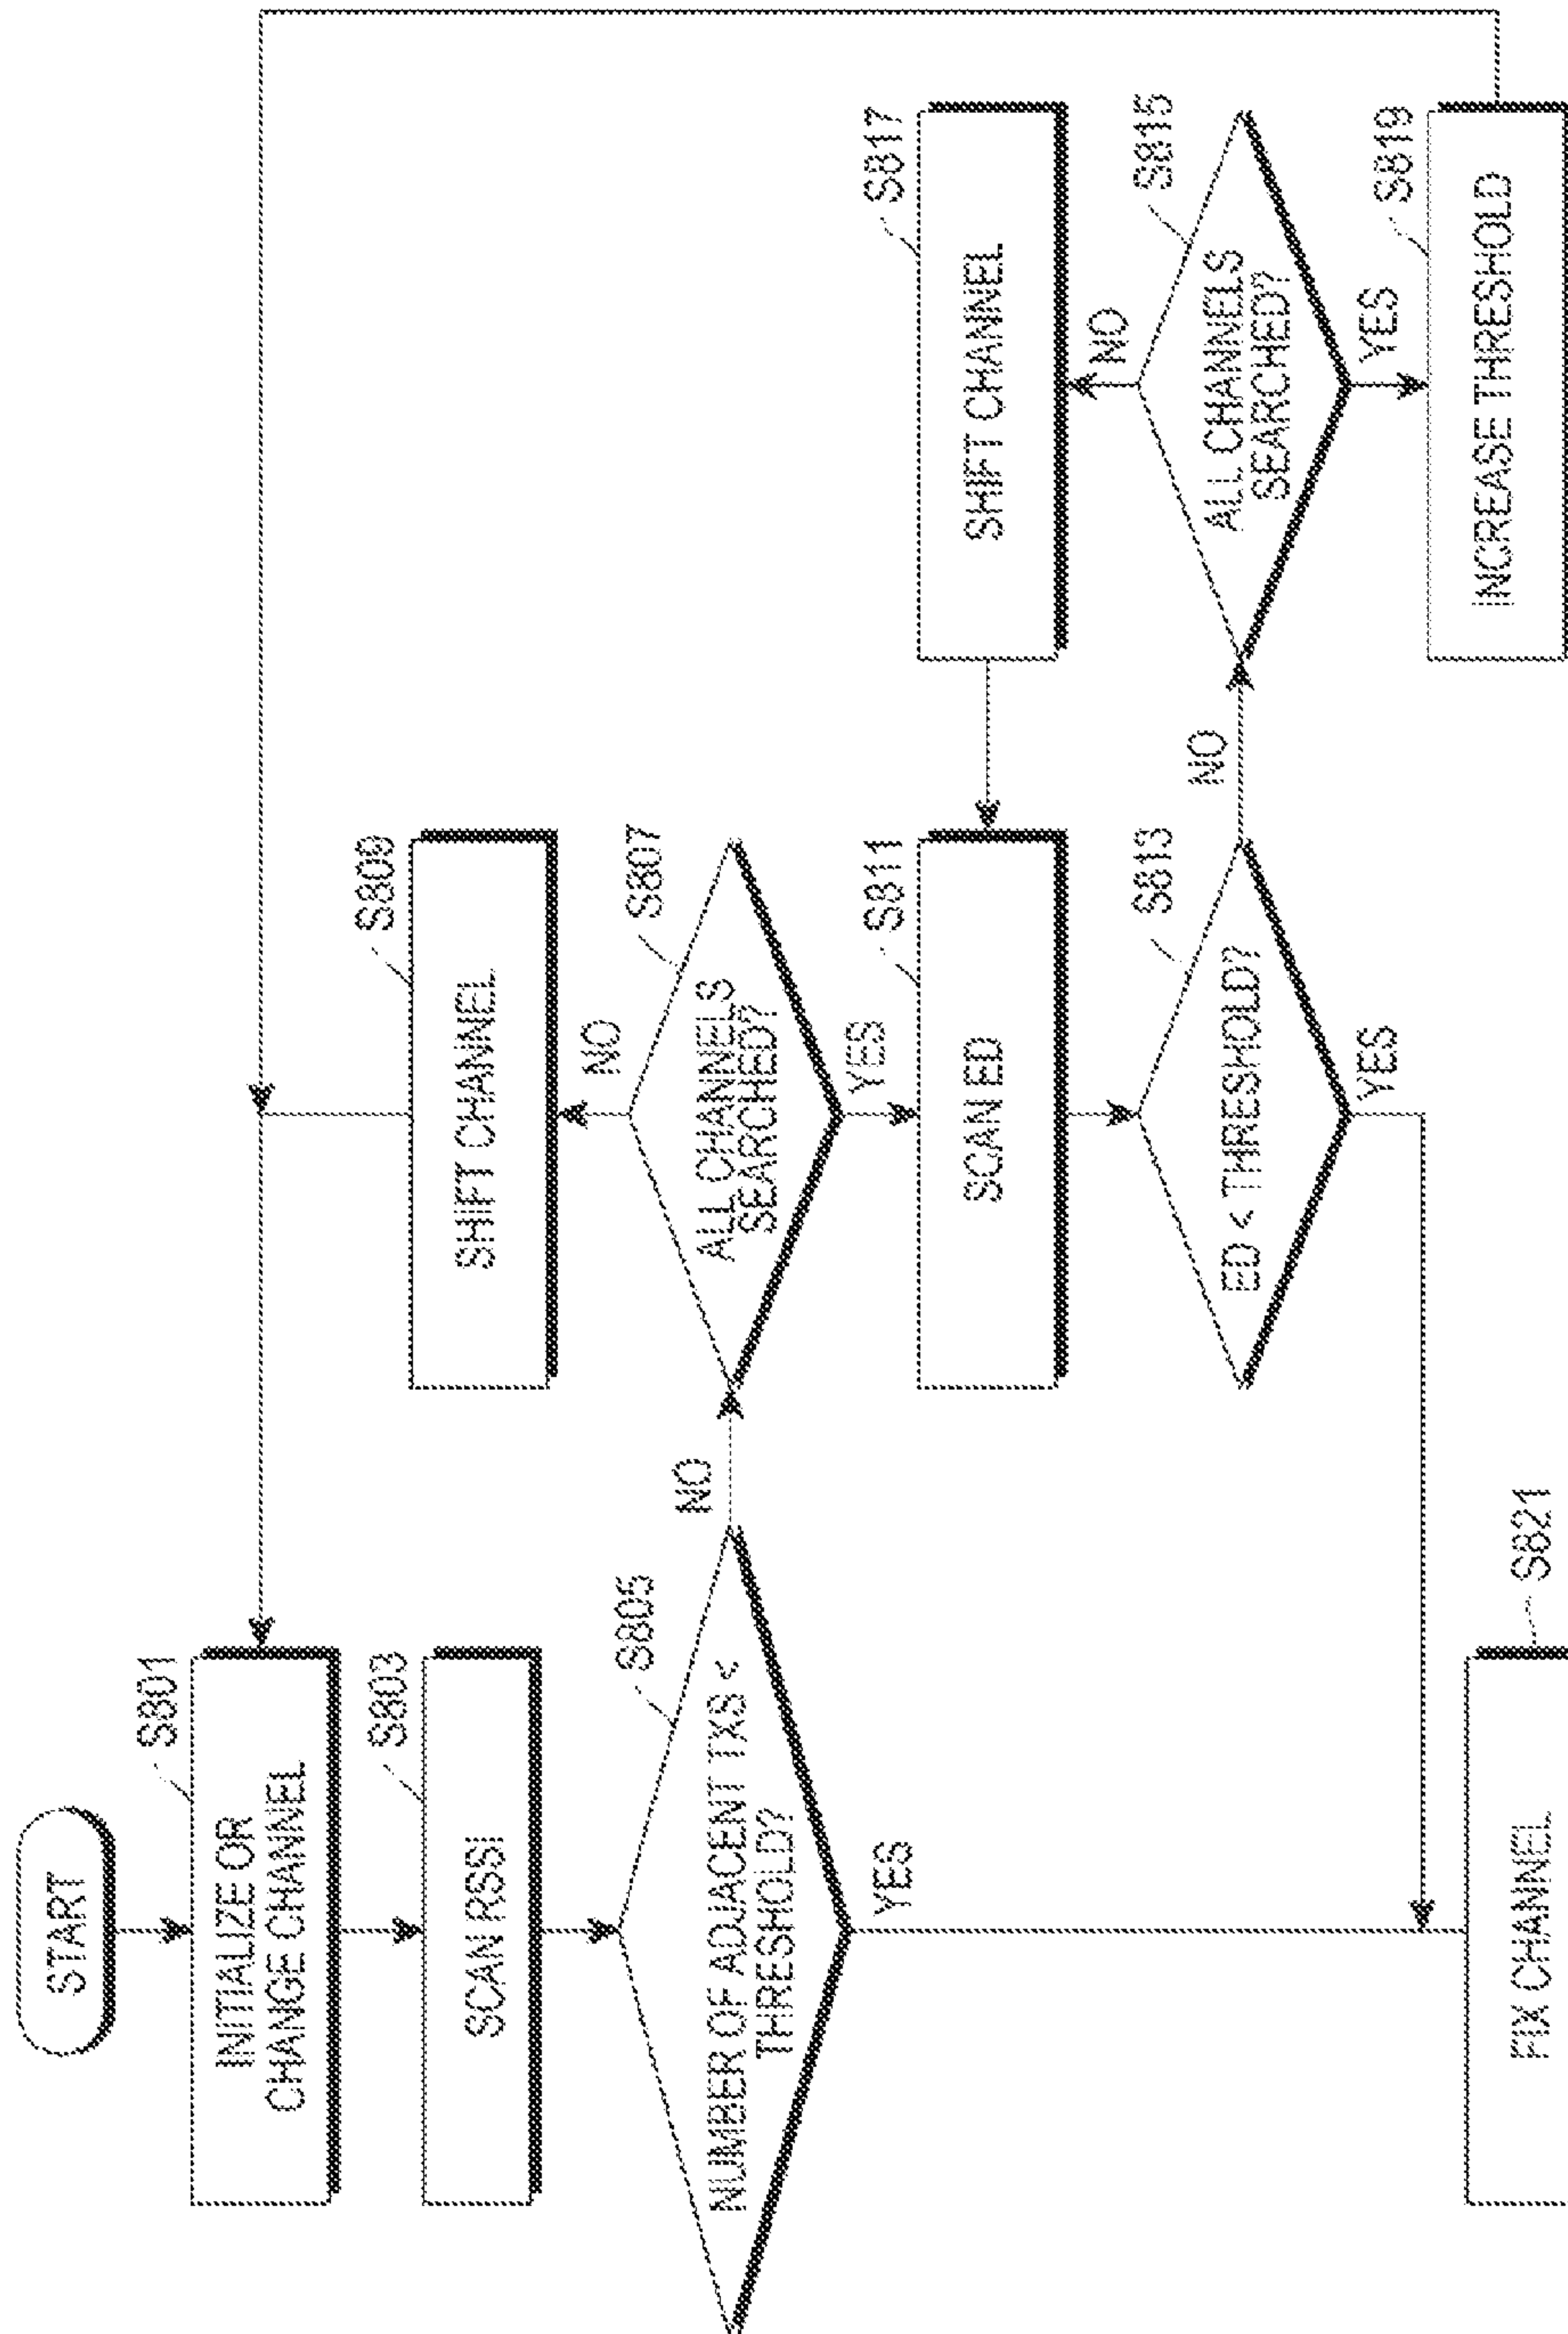 START
S801
INITIALIZE OR
CHANGE CHANNEL
S803
SCAN RSSI
S805
NUMBER OF ADJACENT TXS <
THRESHOLD?
NO
YES
S809
SHIFT CHANNEL
NO
S807
ALL CHANNELS
SEARCHED?
YES
S811
SCAN ED
S813
ED < THRESHOLD?
NO
YES
S817
SHIFT CHANNEL
NO
S815
ALL CHANNELS
SEARCHED?
YES
S819
INCREASE THRESHOLD
S821
FIX CHANNEL